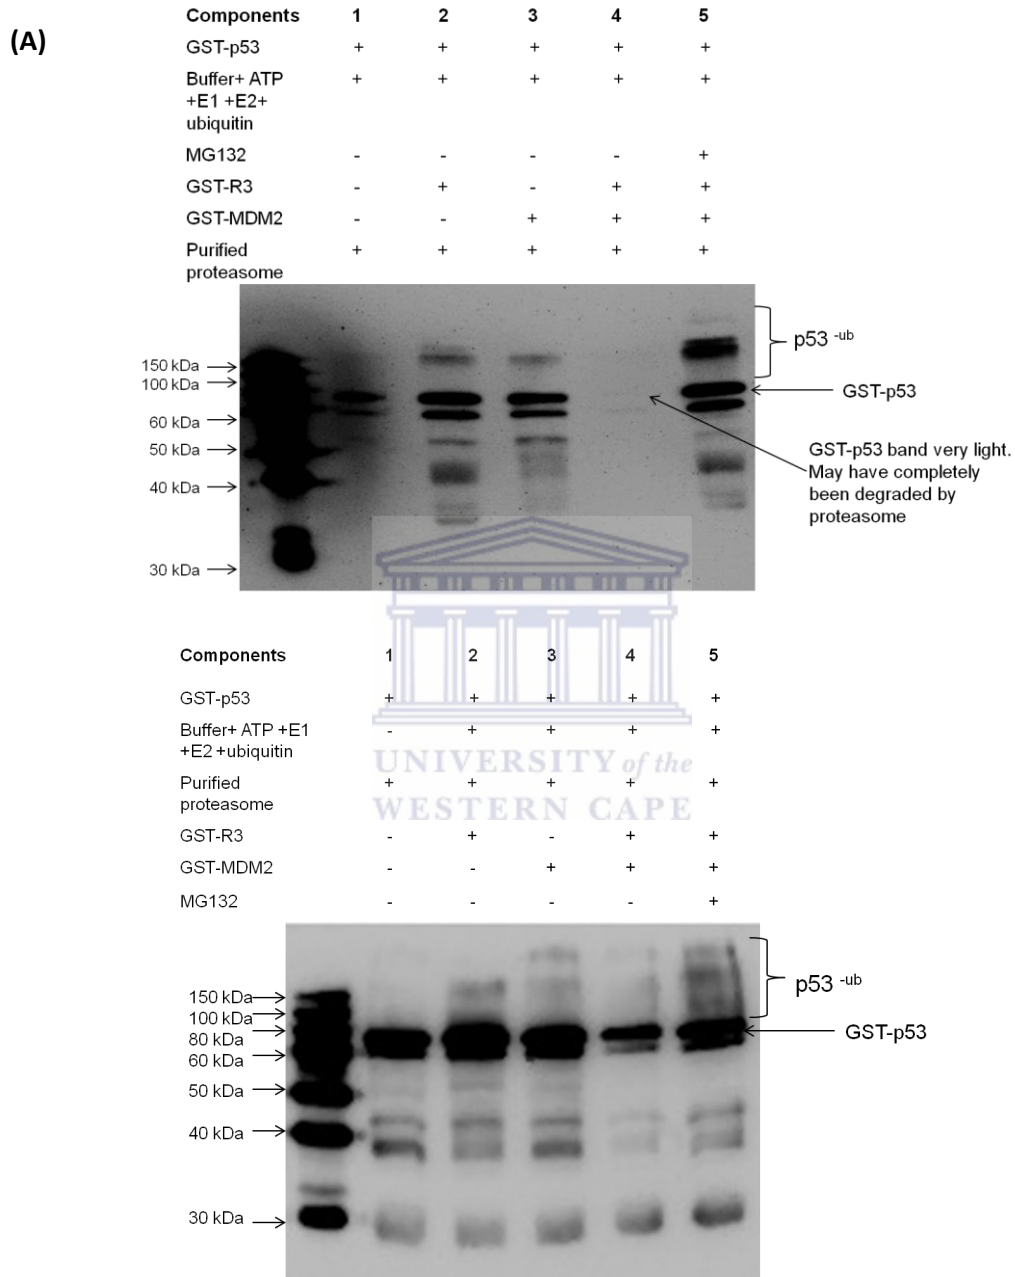 (A)
Components 1 2 3 4 5
GST-p53 + + + + +
Buffer+ ATP + + + + +
+E1 +E2+
ubiquitin
MG132 - - - - +
GST-R3 - + - + +
GST-MDM2 - - + + +
Purified + + + + +
proteasome
150 kDa
100 kDa
60 kDa
50 kDa
40 kDa
30 kDa
p53 -ub
GST-p53
GST-p53 band very light.
May have completely
been degraded by
proteasome
Components 1 2 3 4 5
GST-p53 + + + + +
Buffer+ ATP +E1 - + + + +
+E2 +ubiquitin
Purified + + + + +
proteasome
GST-R3 - + - + +
GST-MDM2 - - + + +
MG132 - - - - +
UNIVERSITY of the
WESTERN CAPE
150 kDa
100 kDa
80 kDa
60 kDa
50 kDa
40 kDa
30 kDa
p53 -ub
GST-p53